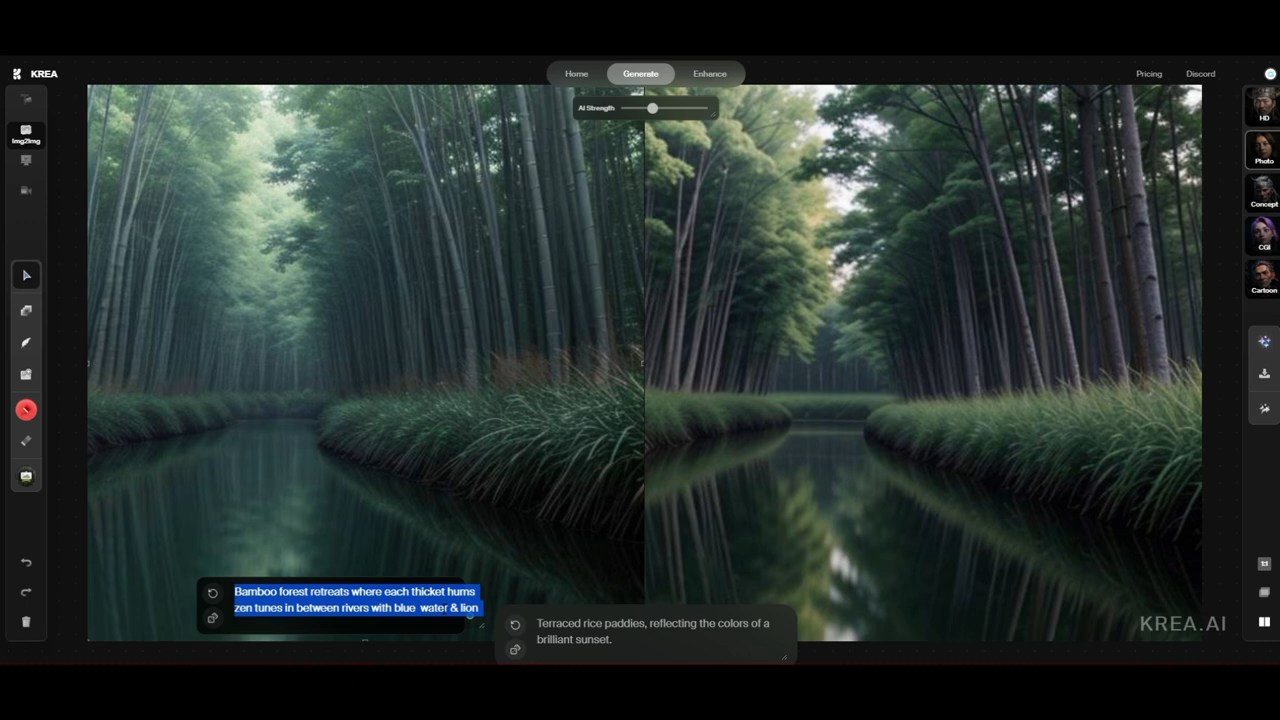 KREA
Home
Generate
Enhance
Pricing
Discord
AI Strength
Img2Img
HD
Photo
Concept
CGI
Cartoon
Bamboo forest retreats where each thicket hums
zen tunes in between rivers with blue water & lion
Terraced rice paddies, reflecting the colors of a
brilliant sunset.
KREA.AI